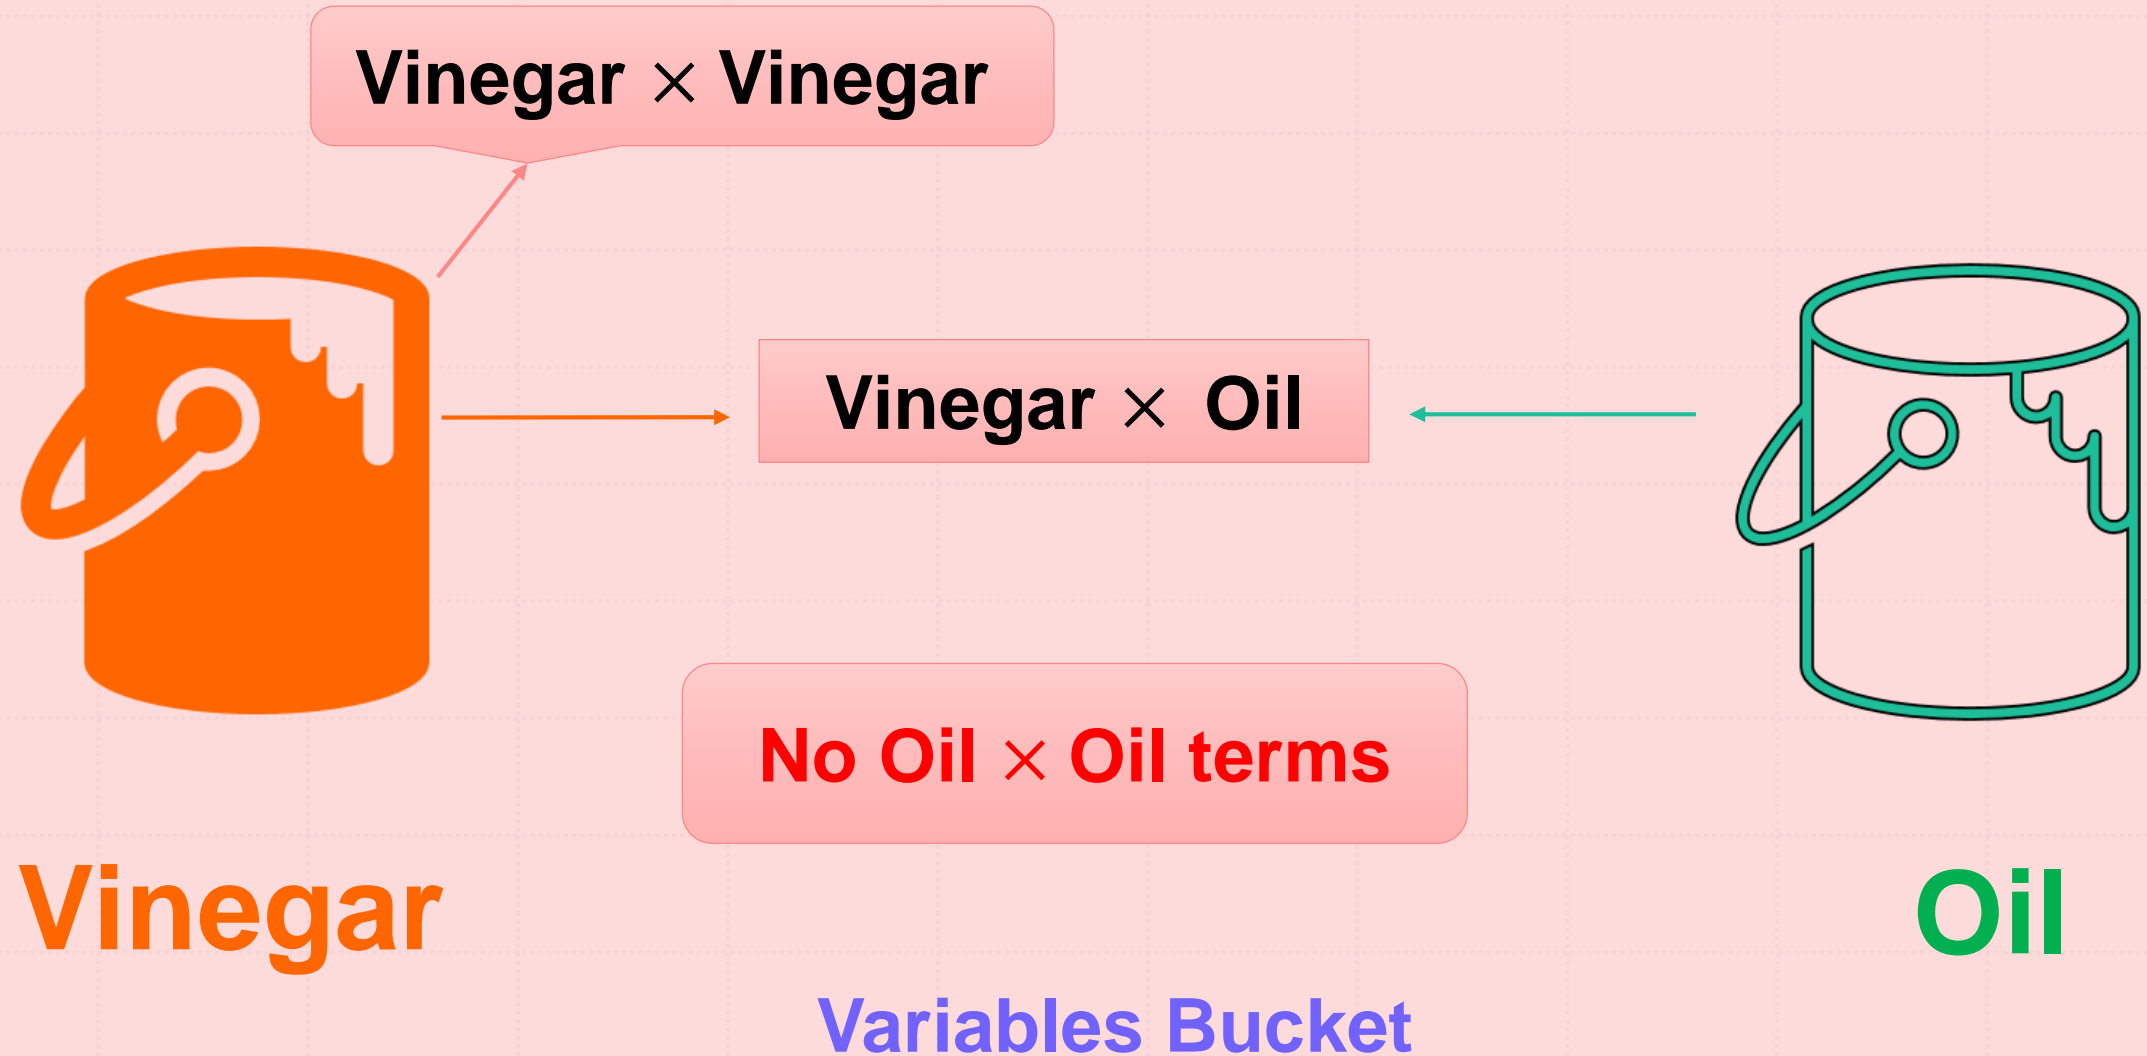 Vinegar × Vinegar
Vinegar × Oil
No Oil × Oil terms
Vinegar
Oil
Variables Bucket